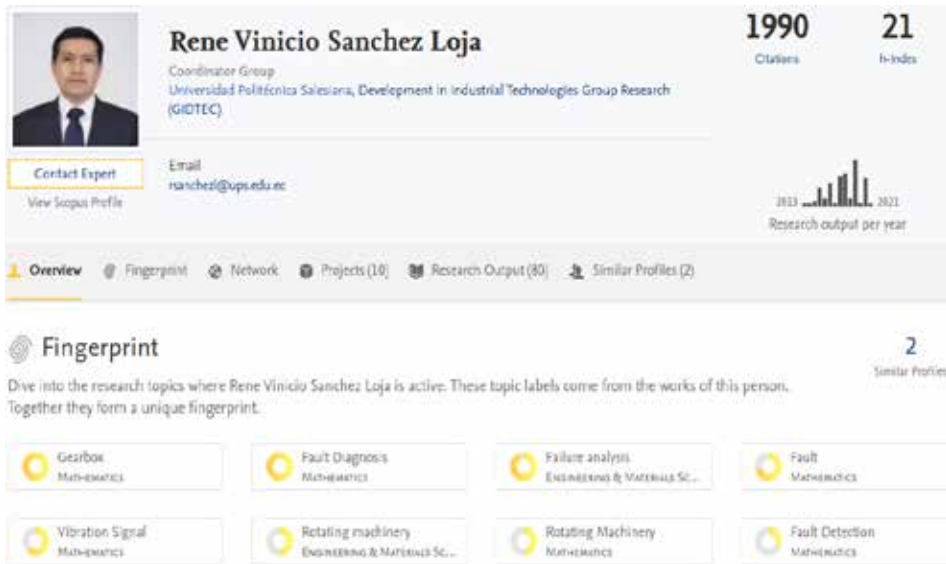 Rene Vinicio Sanchez Loja
1990
21
Coordinator Group
Citations
h-Index
Universidad Politécnica Salesiana, Development in Industrial Technologies Group Research
(GIDTEC)
Contact Expert
View Scopus Profile
Email
rsanchezl@ups.edu.ec
2013
2021
Research output per year
Overview
Fingerprint
Network
Projects (10)
Research Output (80)
Similar Profiles (2)
Fingerprint
2
Similar Profiles
Dive into the research topics where Rene Vinicio Sanchez Loja is active. These topic labels come from the works of this person.
Together they form a unique fingerprint.
Gearbox
MATHEMATICS
Fault Diagnosis
MATHEMATICS
Failure analysis
ENGINEERING & MATERIALS SC...
Fault
MATHEMATICS
Vibration Signal
MATHEMATICS
Rotating machinery
ENGINEERING & MATERIALS SC...
Rotating Machinery
MATHEMATICS
Fault Detection
MATHEMATICS